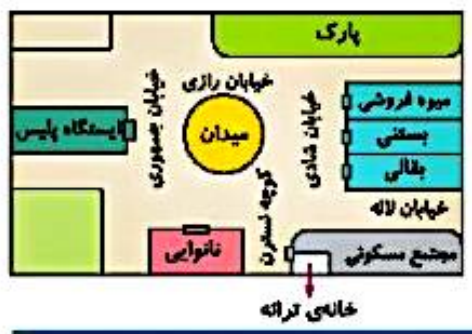 پارک
خیابان رازی
خیابان جمهوری
خیابان شادی
میوه فروشی
ایستگاه پلیس
میدان
بستنی
بقالی
کوچه نسترن
خیابان لاله
نانوایی
مجتمع مسکونی
خانه‌ی ترانه